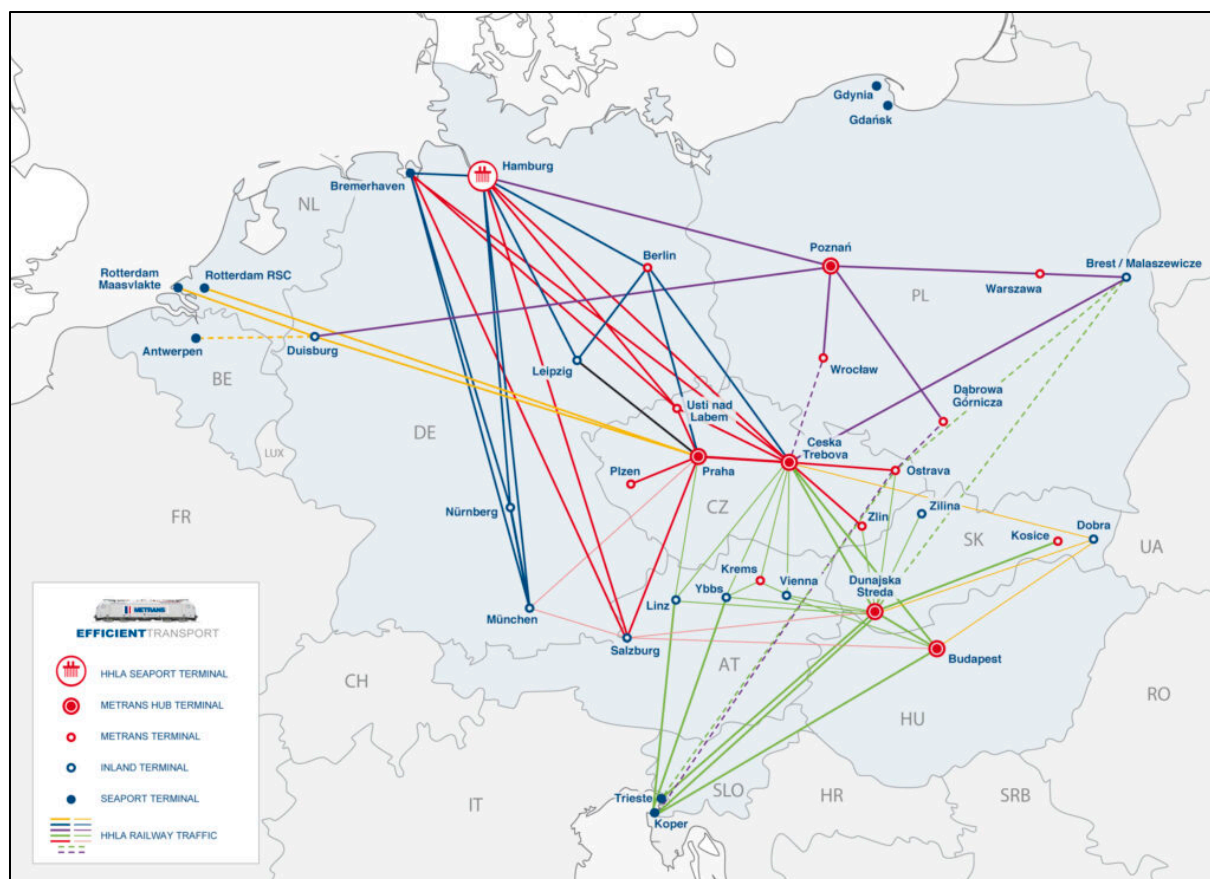 Gdynia
Gdańsk
Hamburg
Bremerhaven
NL
Poznań
Berlin
Brest / Malaszewicze
Rotterdam
Maasvlakte
Rotterdam RSC
Warszawa
PL
Antwerpen
Duisburg
BE
Leipzig
Wrocław
Dąbrowa
Górnicza
Usti nad
Labem
DE
LUX
Ceska
Trebova
Praha
Plzen
Ostrava
FR
Nürnberg
CZ
Zlin
Zilina
SK
Kosice
Dobra
UA
Krems
Ybbs
Vienna
Dunajska
Streda
Linz
München
Salzburg
Budapest
AT
CH
HU
RO
IT
Trieste
SLO
HR
SRB
Koper
METRANS
EFFICIENTTRANSPORT
HHLA SEAPORT TERMINAL
METRANS HUB TERMINAL
METRANS TERMINAL
INLAND TERMINAL
SEAPORT TERMINAL
HHLA RAILWAY TRAFFIC